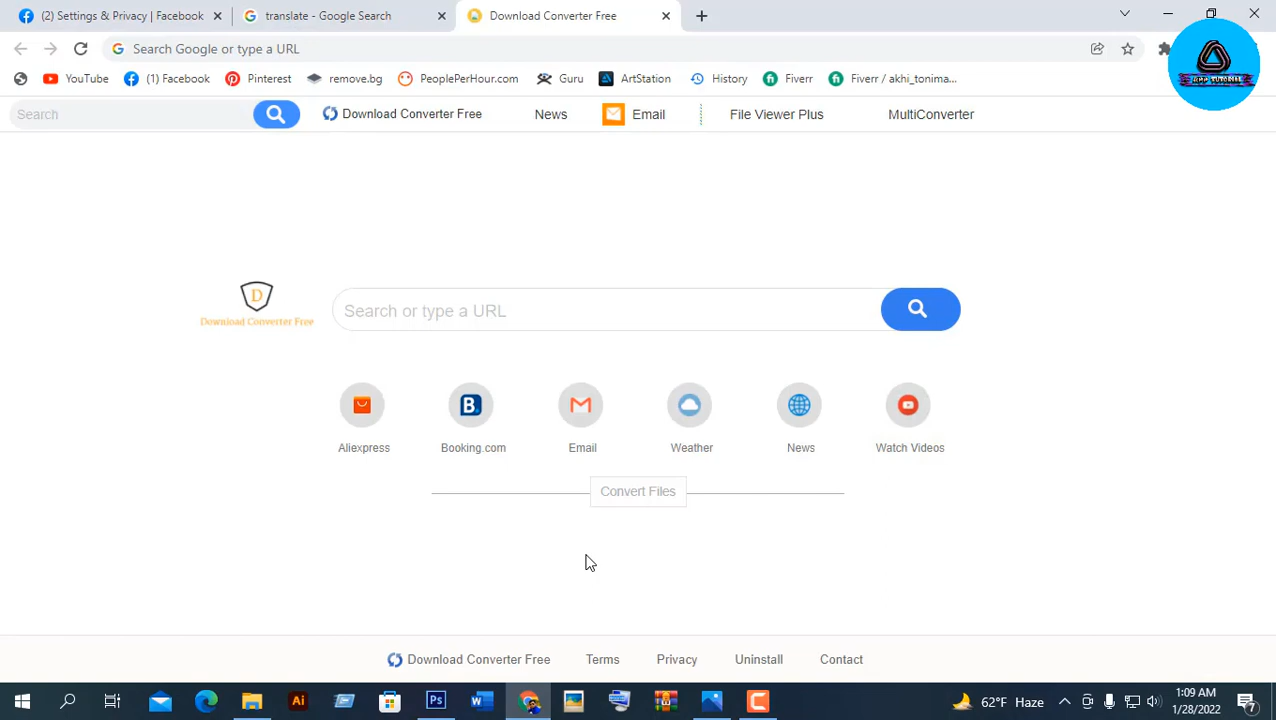 (2) Settings & Privacy | Facebook
translate - Google Search
Download Converter Free
Search Google or type a URL
YouTube
(1) Facebook
Pinterest
remove.bg
PeoplePerHour.com
Guru
ArtStation
History
Fiverr
Fiverr / akhi_tonima...
Search
Download Converter Free
News
Email
File Viewer Plus
MultiConverter
D
Download Converter Free
Search or type a URL
Aliexpress
Booking.com
Email
Weather
News
Watch Videos
Convert Files
Download Converter Free
Terms
Privacy
Uninstall
Contact
62°F Haze
1:09 AM
1/28/2022